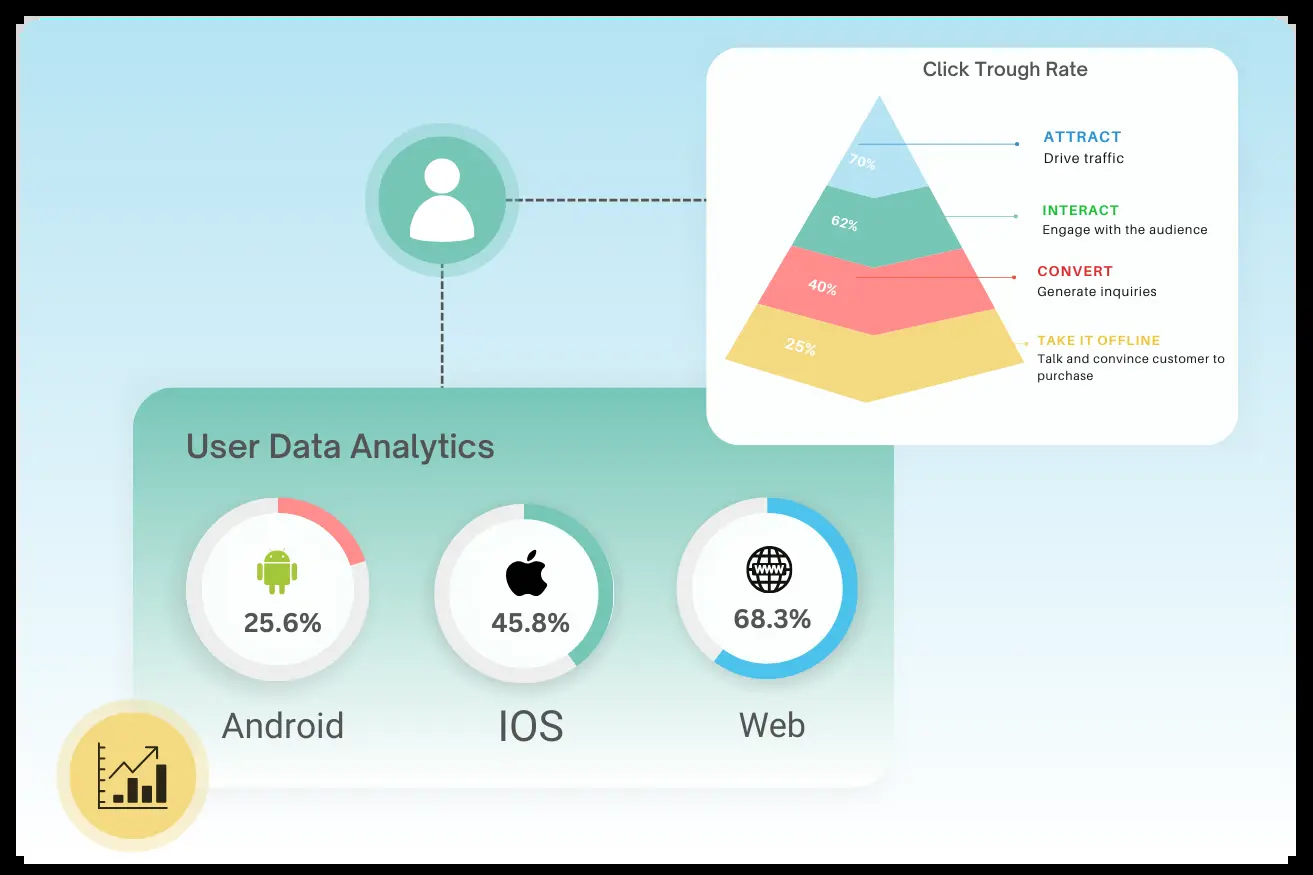 Click Trough Rate
70%
ATTRACT
Drive traffic
62%
INTERACT
Engage with the audience
40%
CONVERT
Generate inquiries
25%
TAKE IT OFFLINE
Talk and convince customer to
purchase
User Data Analytics
25.6%
Android
45.8%
IOS
WWW
68.3%
Web